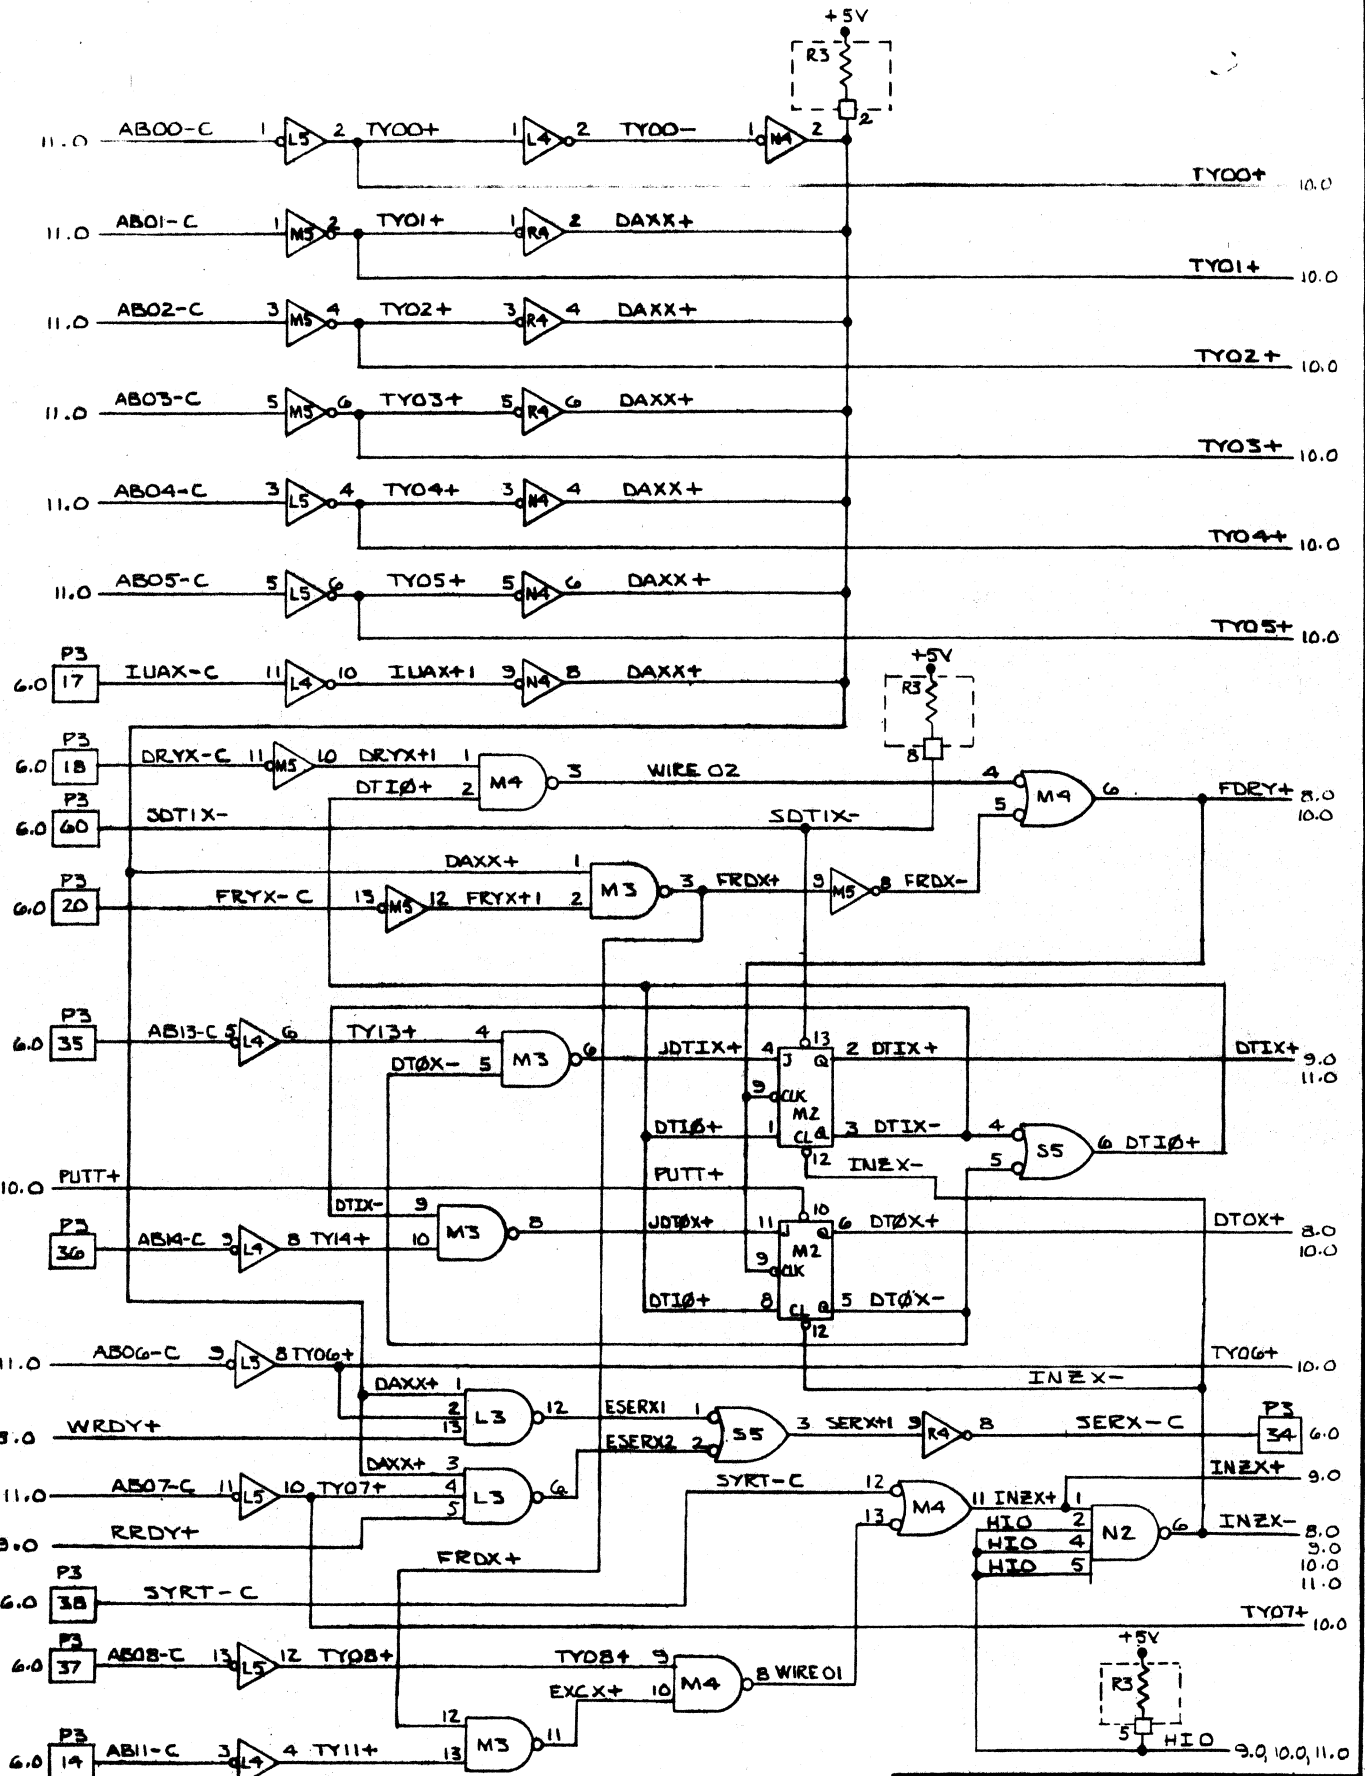 +5V
R3
2
11.0 AB00-C 1 L5 2 TY00+ 1 L4 2 TY00- 1 N4 2
TY00+ 10.0
11.0 AB01-C 1 M5 2 TY01+ 1 R4 2 DAXX+
TY01+ 10.0
11.0 AB02-C 3 M5 4 TY02+ 3 R4 4 DAXX+
TY02+ 10.0
11.0 AB03-C 5 M5 6 TY03+ 5 R4 6 DAXX+
TY03+ 10.0
11.0 AB04-C 3 L5 4 TY04+ 3 N4 4 DAXX+
TY04+ 10.0
11.0 AB05-C 5 L5 6 TY05+ 5 N4 6 DAXX+
TY05+ 10.0
P3
6.0 17 IUAX-C 11 L4 10 IUAX+1 9 N4 8 DAXX+
+5V
R3
8
P3
6.0 18 DRYX-C 11 M5 10 DRYX+1 1 M4 3 WIRE 02 4 M4 6 FDRY+ 8.0
DTIØ+ 2 5 10.0
P3
6.0 60 SDTIX- SDTIX-
DAXX+ 1
P3
6.0 20 FRYX-C 13 M5 12 FRYX+1 2 M3 3 FRDX+ 9 M5 8 FRDX-
P3
6.0 35 AB13-C 5 L4 6 TY13+ 4 M3 6 JDTIX+ 4 J Q 2 DTIX+ DTIX+ 9.0
13
11.0
DTØX- 5
9 CLK
M2
DTIØ+ 1 CL Q 3 DTIX- 4 S5 6 DTIØ+
12 INZX- 5
10.0 PUTT+ PUTT+
DTIX- 9 10
M3 8 JDTØX+ 11 J Q 6 DTØX+ DTOX+ 8.0
P3
36 AB14-C 9 L4 8 TY14+ 10 M2 10.0
9 CLK
DTIØ+ 8 CL Q 5 DTØX-
12
AB06-C 9 L3 8 TY06+ TY06+ 10.0
INZX-
DAXX+ 1
2 L3 12 ESERX1 1 S5 3 SERX+1 9 R4 8 SERX-C P3 34 6.0
WRDY+ 13
ESERX2 2
DAXX+ 3
11.0 AB07-C 11 L5 10 TY07+ 4 L3 6
RRDY+ 5
SYRT-C 12 M4 11 INZX+ 1
INZX+ 9.0
13
HIO 2 N2 6 INZX- 8.0
HIO 4 9.0
HIO 5 10.0
11.0
FRDX+
P3
6.0 38 SYRT-C
TY07+ 10.0
P3
6.0 37 AB08-C 13 L5 12 TY08+ TY08+ 9 M4 8 WIRE 01
EXCX+ 10
+5V
R3
5
12 M3 11
P3
6.0 14 AB11-C 3 L4 4 TY11+ 13
HIO 9.0, 10.0, 11.0